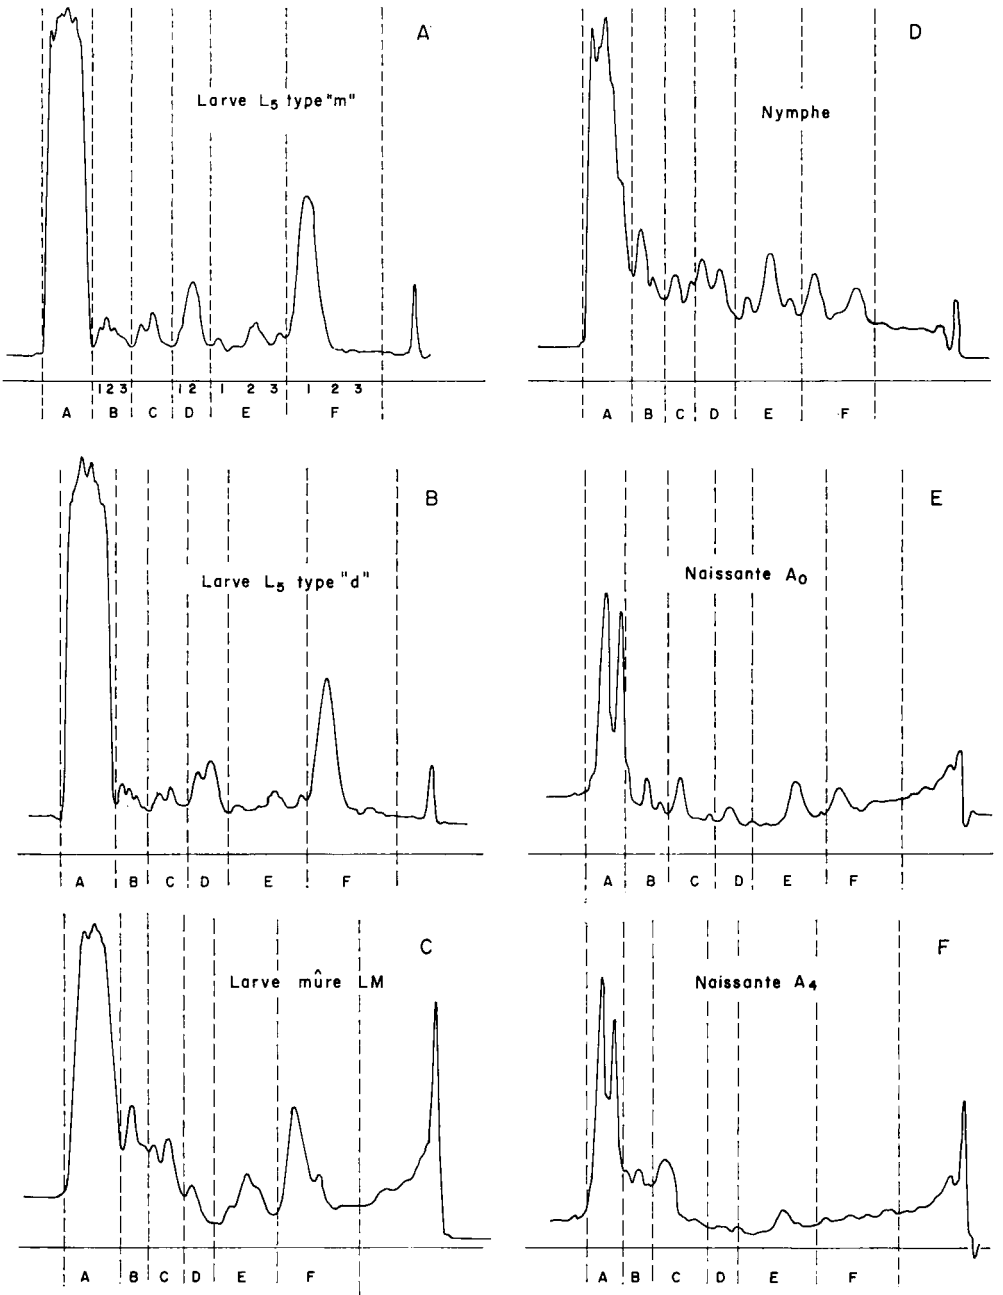 A
Larve L5 type "m"
1 2 3 1 2 1 2 3 1 2 3
A B C D E F
D
Nymphe
A B C D E F
B
Larve L5 type "d"
A B C D E F
E
Naissante A0
A B C D E F
C
Larve mûre LM
A B C D E F
F
Naissante A4
A B C D E F